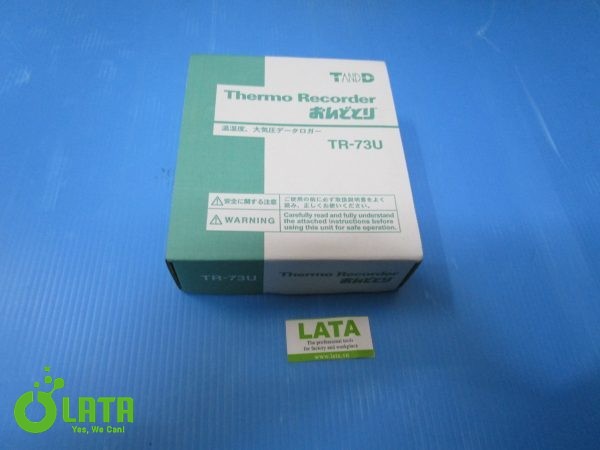 TANDD
Thermo Recorder
おんどとり
温湿度、大気圧データロガー
TR-73U
安全に関する注意
ご使用の前に必ず取扱説明書をよく
読み、正しくお使いください。
WARNING
Carefully read and fully understand
the attached instructions before
using this unit for safe operation.
TR-73U
Thermo Recorder
おんどとり
LATA
The professional tools
for factory and workplace
www.lata.vn
LATA
Yes, We Can!